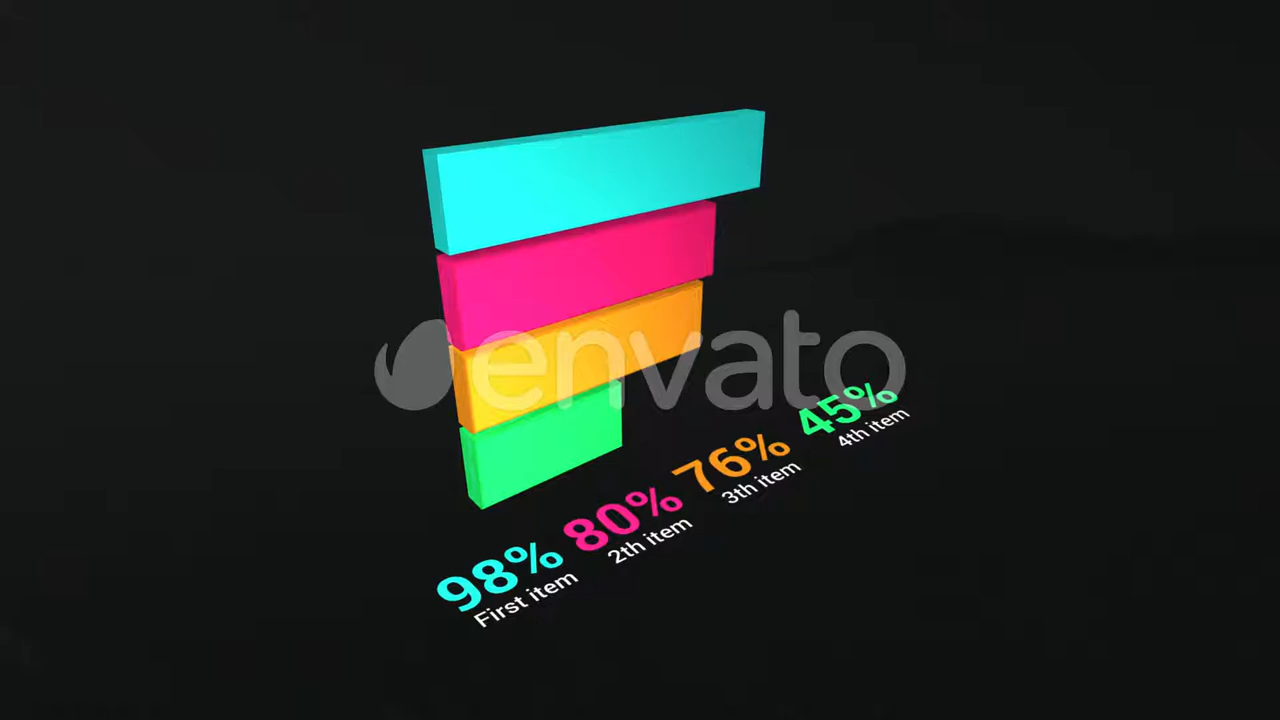 envato
98%
First item
80%
2th item
76%
3th item
45%
4th item